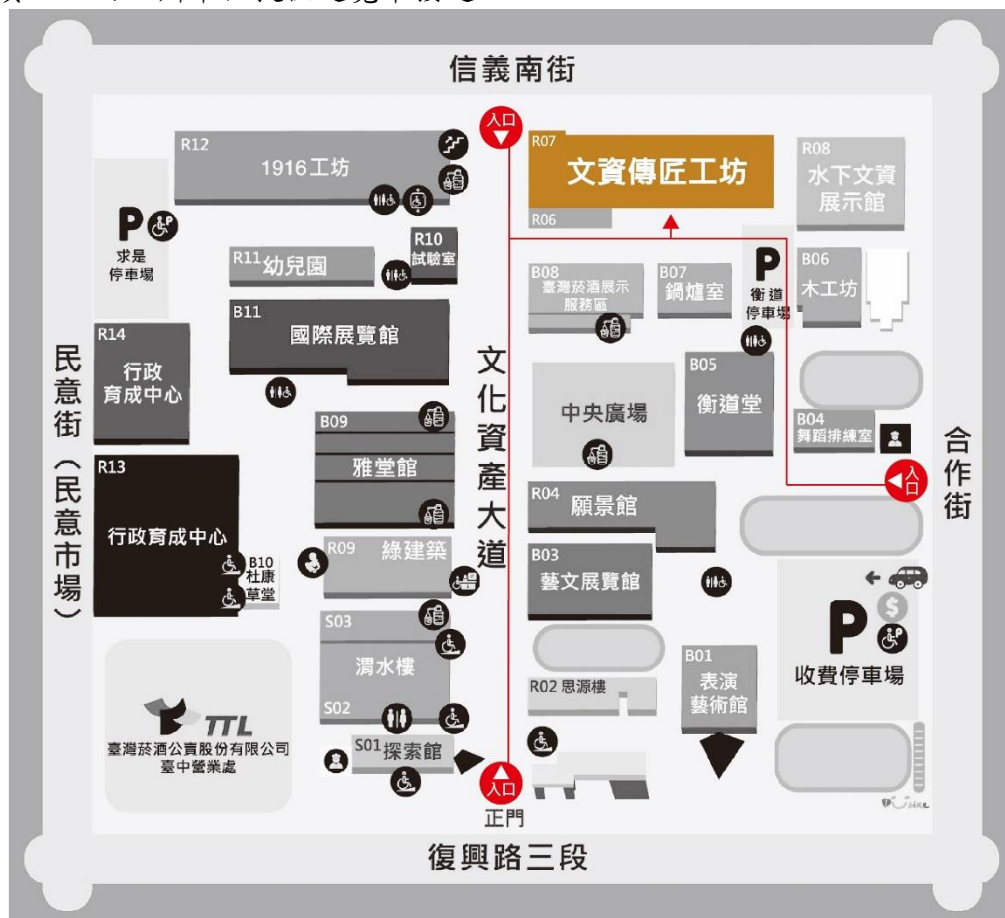 信義南街
R12
1916工坊
入口
R07
文資傳匠工坊
R06
R08
水下文資
展示館
P
求是
停車場
R11 幼兒園
R10
試驗室
B08
臺灣菸酒展示
服務區
B07
鍋爐室
P
衡道
停車場
B06
木工坊
B11
國際展覽館
R14
行政
育成中心
民意街（民意市場）
文化資產大道
中央廣場
B05
衡道堂
B04
舞蹈排練室
合作街
入口
B09
雅堂館
R13
行政育成中心
R04 願景館
R09 綠建築
B10
杜康
草堂
B03
藝文展覽館
P
$
收費停車場
S03
渭水樓
S02
R02 思源樓
B01
表演
藝術館
TTL
臺灣菸酒公賣股份有限公司
臺中營業處
S01 探索館
入口
正門
復興路三段